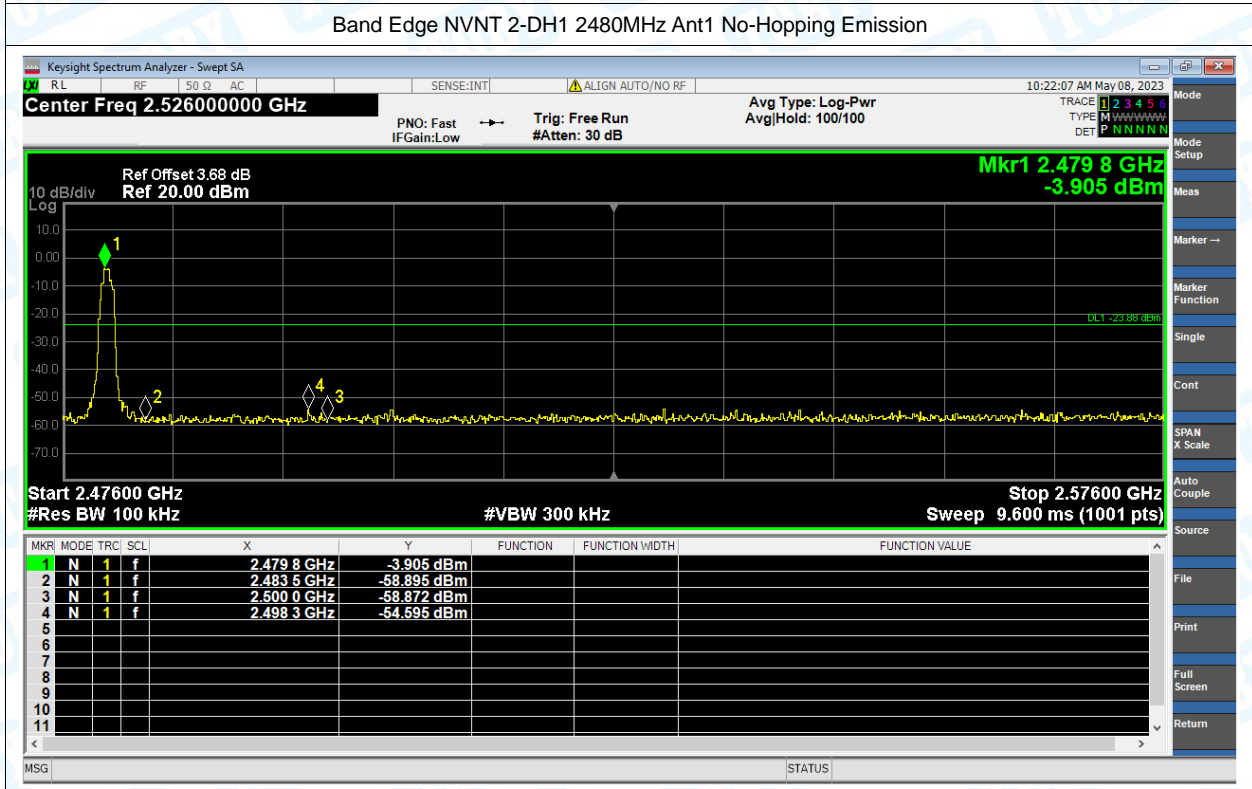 Band Edge NVNT 2-DH1 2480MHz Ant1 No-Hopping Emission
Keysight Spectrum Analyzer - Swept SA
LXI RL RF 50 Ω AC SENSE:INT ALIGN AUTO/NO RF 10:22:07 AM May 08, 2023
Center Freq 2.526000000 GHz
PNO: Fast
IFGain:Low
Trig: Free Run
#Atten: 30 dB
Avg Type: Log-Pwr
Avg|Hold: 100/100
TRACE 1 2 3 4 5 6
TYPE M WWWWW
DET P N N N N N
Ref Offset 3.68 dB
10 dB/div Ref 20.00 dBm
Log
Mkr1 2.479 8 GHz
-3.905 dBm
10.0
0.00
-10.0
-20.0
-30.0
-40.0
-50.0
-60.0
-70.0
1
2
4
3
DL1 -23.88 dBm
Start 2.47600 GHz
Stop 2.57600 GHz
#Res BW 100 kHz
#VBW 300 kHz
Sweep 9.600 ms (1001 pts)
MKR MODE TRC SCL X Y FUNCTION FUNCTION WIDTH FUNCTION VALUE
1 N 1 f 2.479 8 GHz -3.905 dBm
2 N 1 f 2.483 5 GHz -58.895 dBm
3 N 1 f 2.500 0 GHz -58.872 dBm
4 N 1 f 2.498 3 GHz -54.595 dBm
5
6
7
8
9
10
11
MSG
STATUS
Mode
Mode Setup
Meas
Marker →
Marker Function
Single
Cont
SPAN X Scale
Auto Couple
Source
File
Print
Full Screen
Return